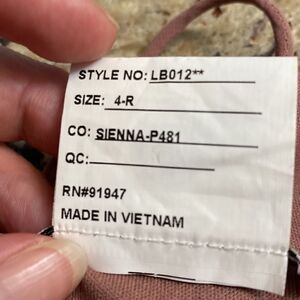 STYLE NO: LB012**
SIZE: 4-R
CO: SIENNA-P481
QC:
RN#91947
MADE IN VIETNAM